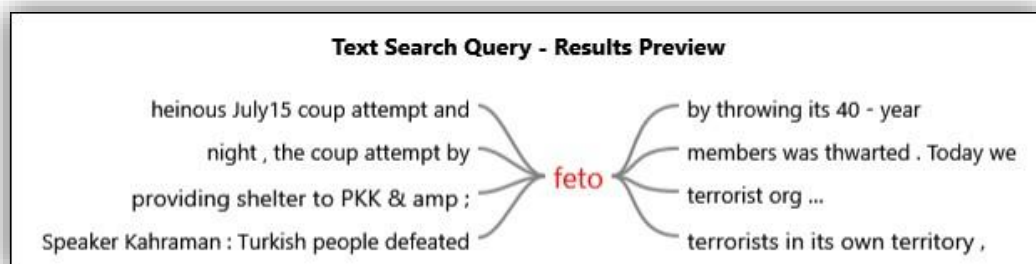 Text Search Query - Results Preview
heinous July15 coup attempt and
night , the coup attempt by
providing shelter to PKK & amp ;
Speaker Kahraman : Turkish people defeated
feto
by throwing its 40 - year
members was thwarted . Today we
terrorist org ...
terrorists in its own territory ,